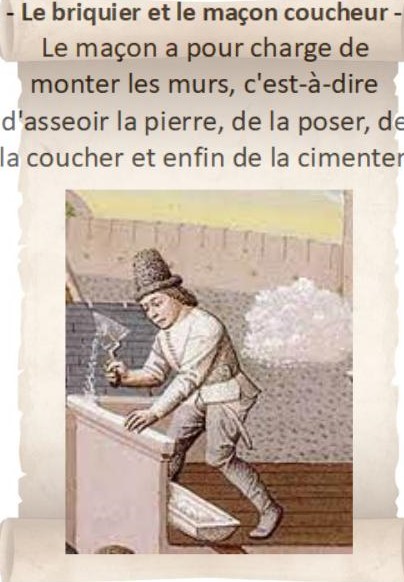 - Le briquier et le maçon coucheur -
Le maçon a pour charge de
monter les murs, c'est-à-dire
d'asseoir la pierre, de la poser, de
la coucher et enfin de la cimenter